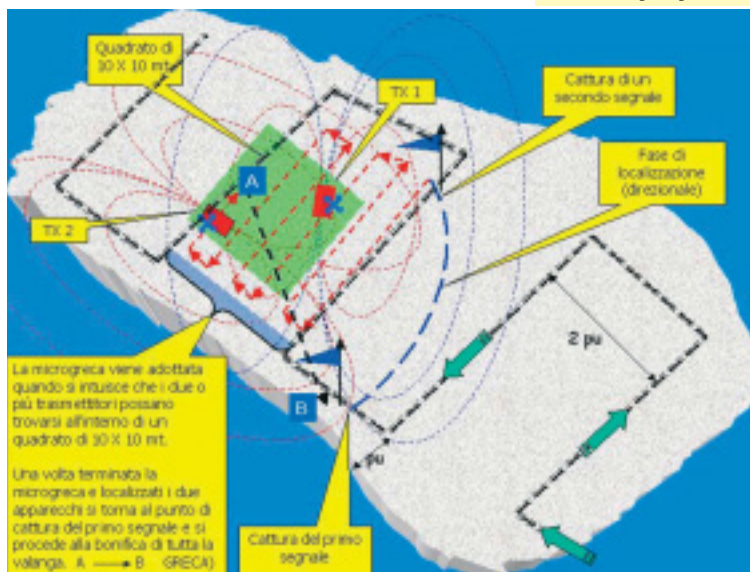 Quadrato di
10 X 10 mt.
TX 1
Cattura di un
secondo segnale
Fase di
localizzazione
(direzionale)
A
TX 2
2 pu
La microgreca viene adottata
quando si intuisce che i due o
più trasmettitori possano
trovarsi all'interno di un
quadrato di 10 X 10 mt.
Una volta terminata la
microgreca e localizzati i due
apparecchi si torna al punto di
cattura del primo segnale e si
procede alla bonifica di tutta la
valanga. A → B GRECA)
B
pu
Cattura del primo
segnale